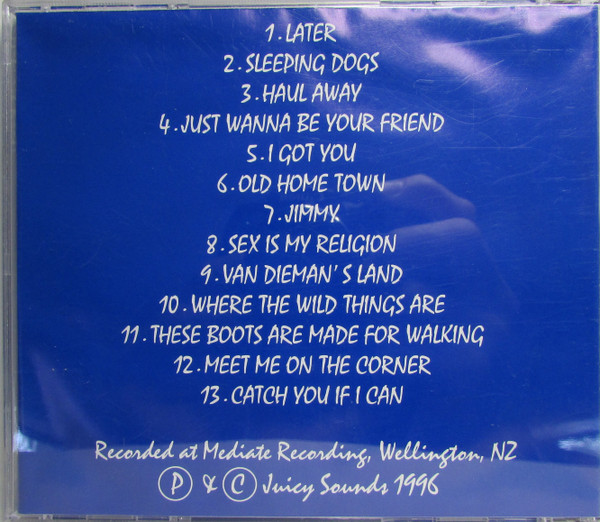 1. LATER
2. SLEEPING DOGS
3. HAUL AWAY
4. JUST WANNA BE YOUR FRIEND
5. I GOT YOU
6. OLD HOME TOWN
7. JIMMY
8. SEX IS MY RELIGION
9. VAN DIEMAN'S LAND
10. WHERE THE WILD THINGS ARE
11. THESE BOOTS ARE MADE FOR WALKING
12. MEET ME ON THE CORNER
13. CATCH YOU IF I CAN
Recorded at Mediate Recording, Wellington, NZ
Ⓟ & Ⓒ Juicy Sounds 1996